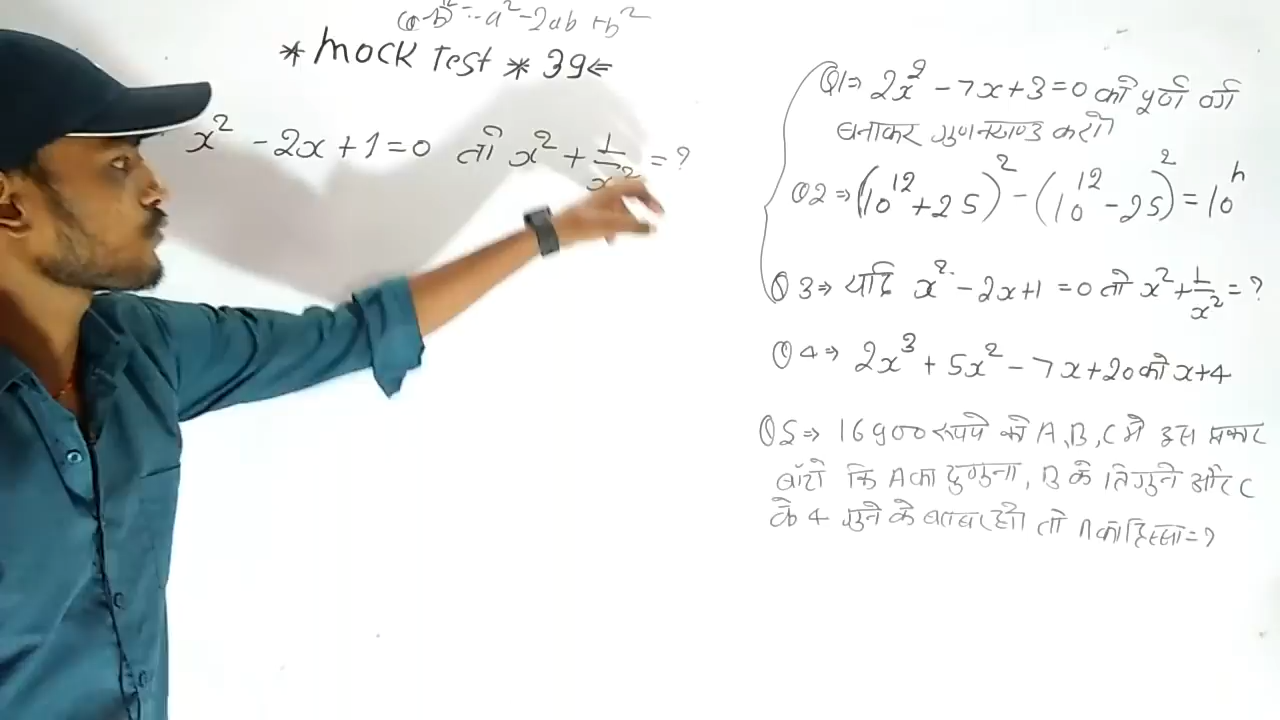 (a-b)² = a² - 2ab + b²
* Mock Test * 39 ⇐
x² - 2x + 1 = 0 तो x² + 1/x² = ?
Q1⇒ 2x² - 7x + 3 = 0 को पूर्ण वर्ग
बनाकर गुणनखण्ड करो
Q2⇒ (10¹² + 25)² - (10¹² - 25)² = 10ⁿ
Q3⇒ यदि x² - 2x + 1 = 0 तो x² + 1/x² = ?
Q4⇒ 2x³ + 5x² - 7x + 20 को x + 4
Q5⇒ 16900 रूपये को A, B, C मे इस प्रकार
बाँटो कि A का दुगुना, B के तिगुने और C
के 4 गुने के बराबर हो। तो A का हिस्सा = ?